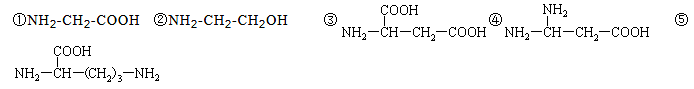 ①NH₂-CH₂-COOH ②NH₂-CH₂-CH₂OH ③ COOH NH₂-CH-CH₂-COOH ④ NH₂ NH₂-CH-CH₂-COOH ⑤
COOH
NH₂-CH-(CH₂)₃-NH₂